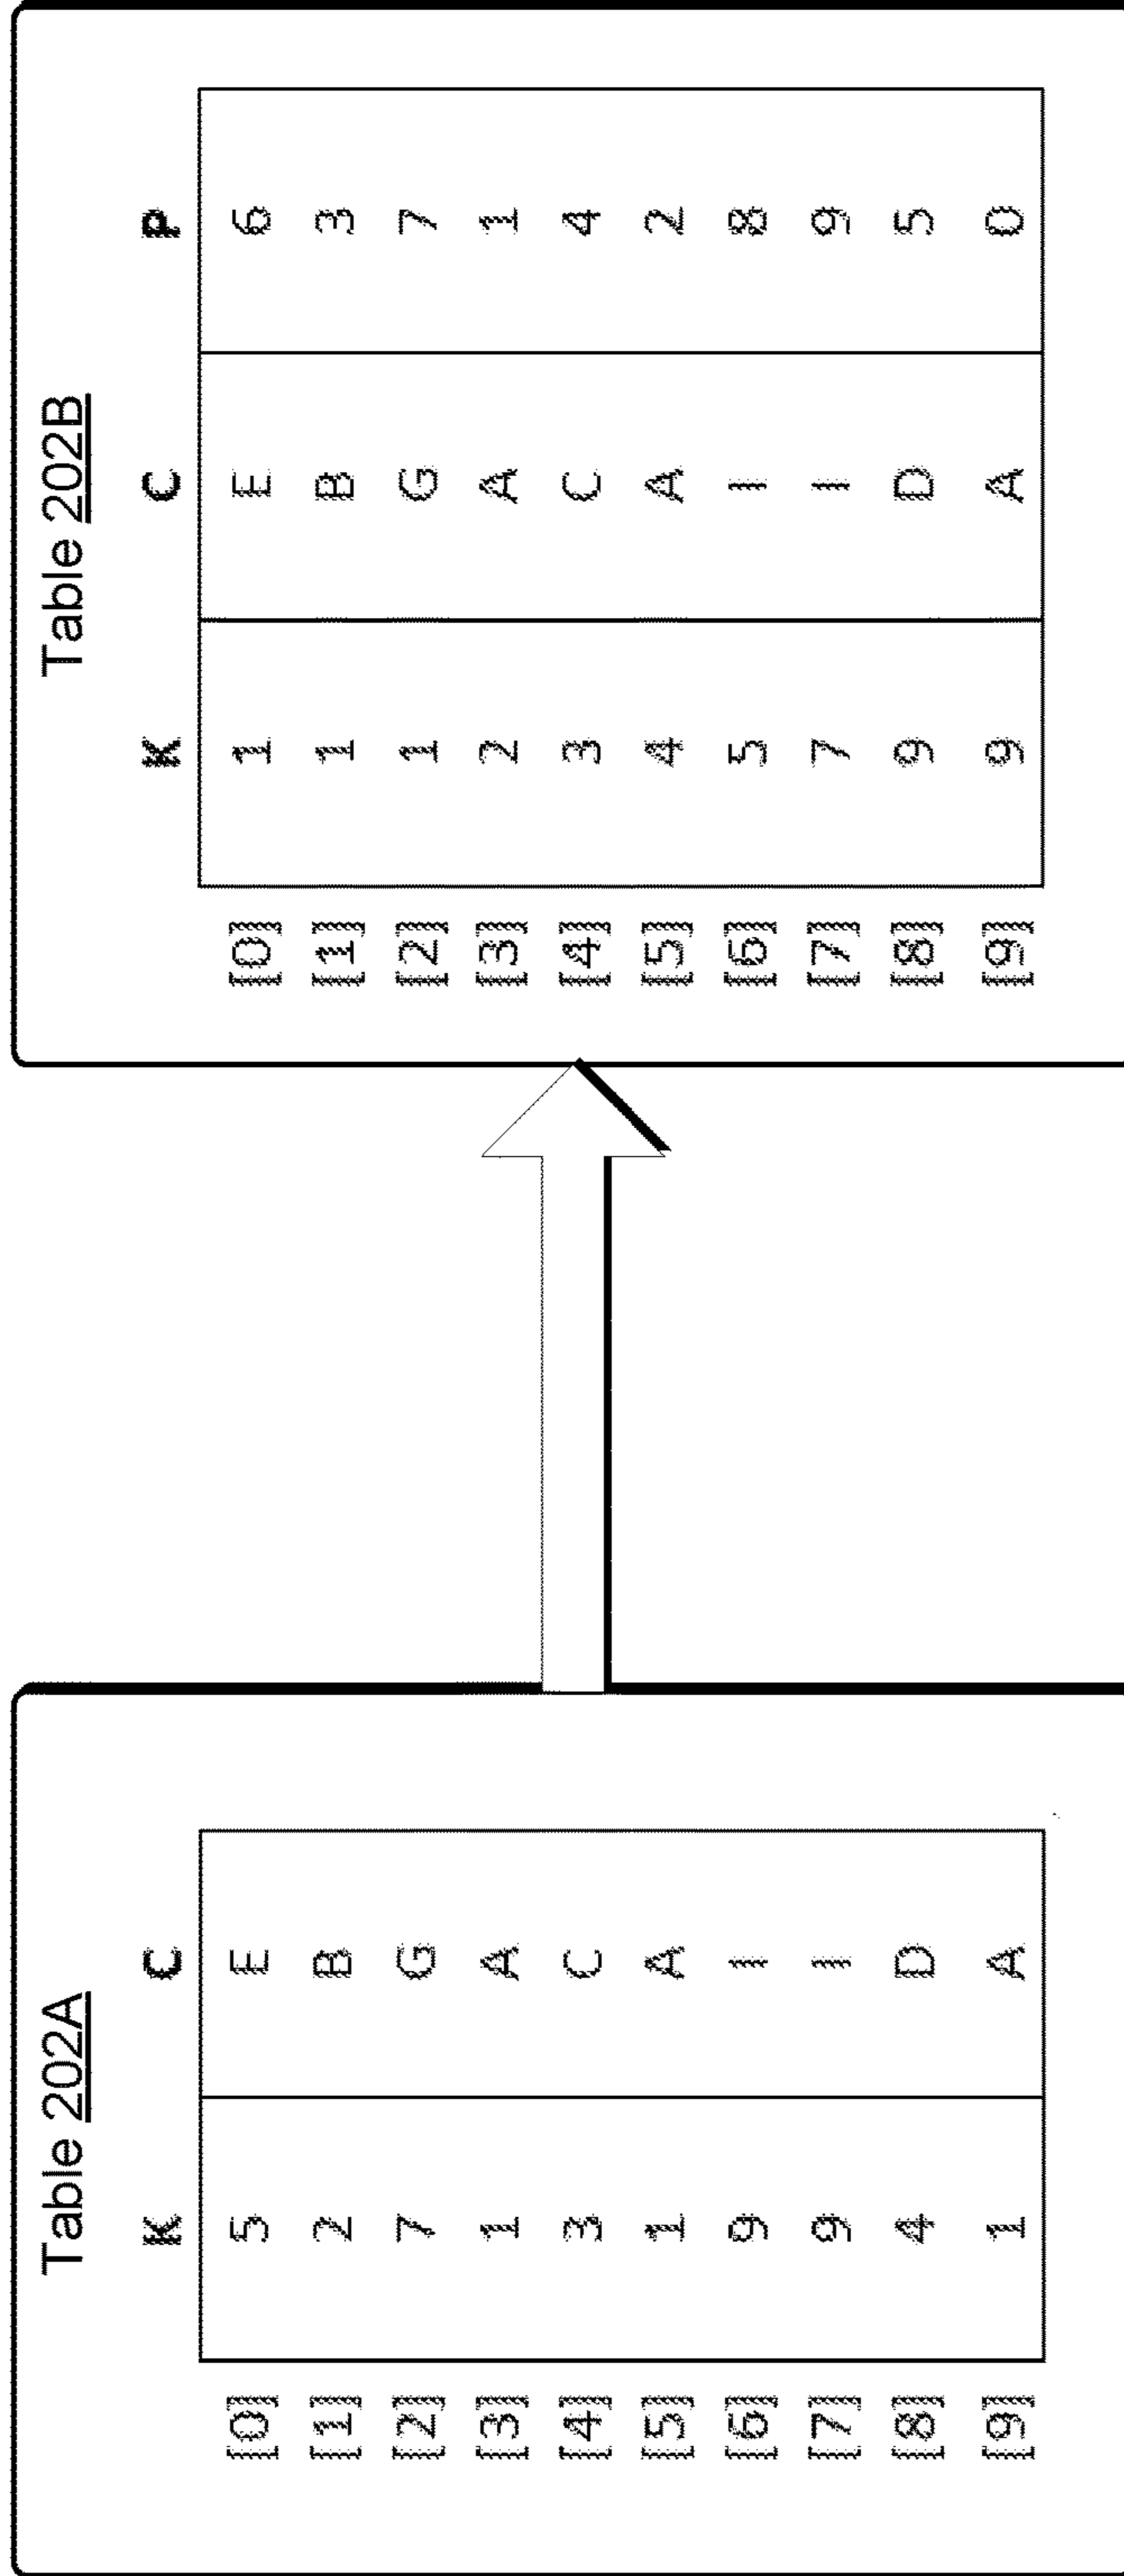 Table 202A
K C
[0] 5 E
[1] 2 B
[2] 7 G
[3] 1 A
[4] 3 C
[5] 1 A
[6] 9 I
[7] 9 I
[8] 4 D
[9] 1 A
Table 202B
K C P
[0] 1 E 6
[1] 1 B 3
[2] 1 G 7
[3] 2 A 1
[4] 3 C 4
[5] 4 A 2
[6] 5 I 8
[7] 7 I 9
[8] 9 D 5
[9] 9 A 0